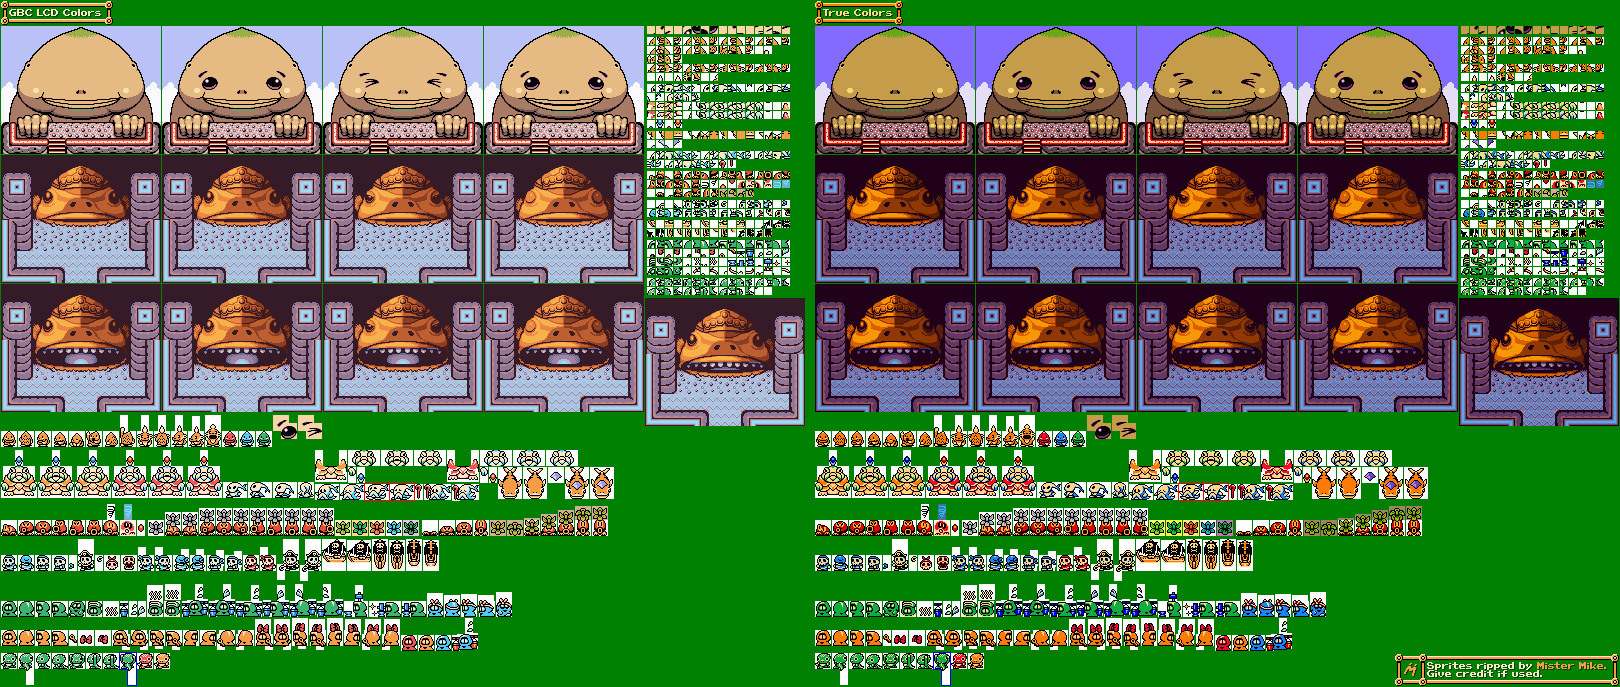 GBC LCD Colors
True Colors
Sprites ripped by Mister Mike.
Give credit if used.